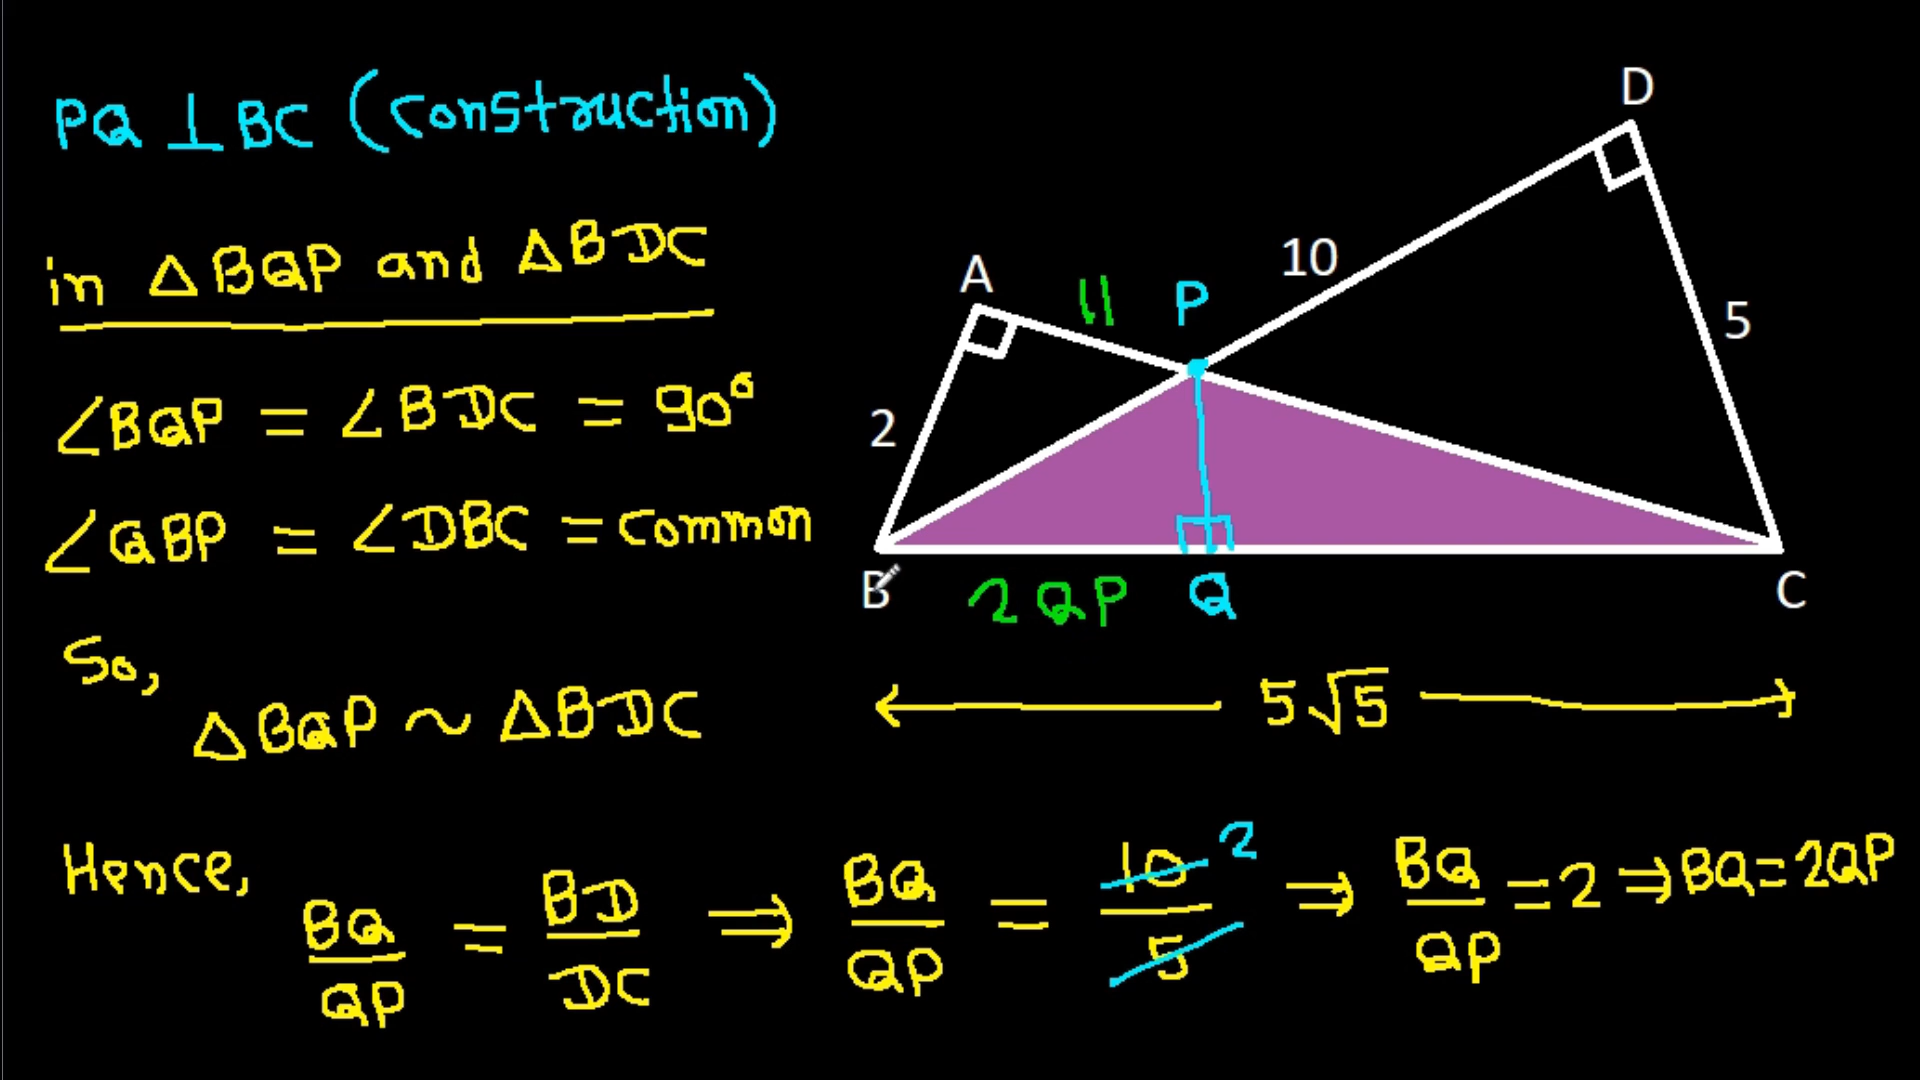 PQ ⊥ BC (construction)
in △BQP and △BDC
∠BQP = ∠BDC = 90°
∠QBP = ∠DBC = common
So,
△BQP ~ △BDC
Hence,
BQ/QP = BD/DC ⇒ BQ/QP = 10/5 2 ⇒ BQ/QP = 2 ⇒ BQ = 2QP
D
10
A
11
P
5
2
B
2QP
Q
C
5√5